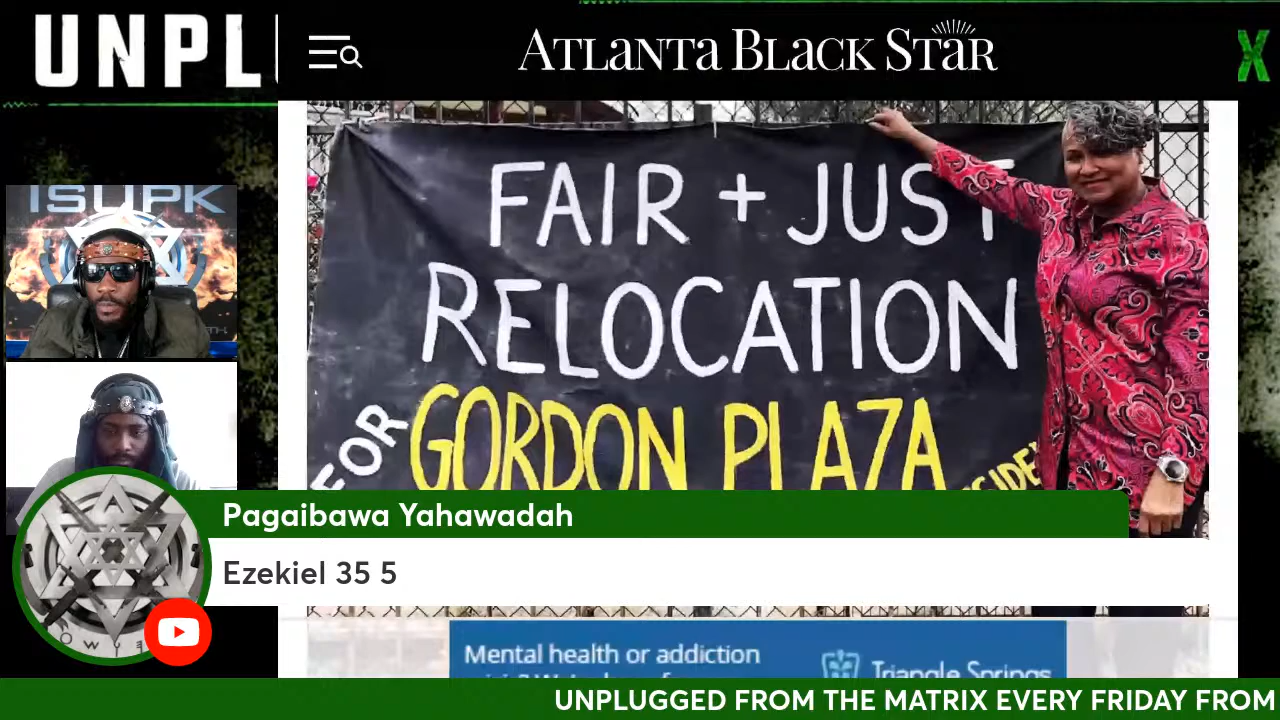 UNPL
ATLANTA BLACK STAR
X
ISUPK
FAIR + JUST
RELOCATION
FOR GORDON PLAZA
Pagaibawa Yahawadah
Ezekiel 35 5
Mental health or addiction
Triangle Springs
UNPLUGGED FROM THE MATRIX EVERY FRIDAY FROM